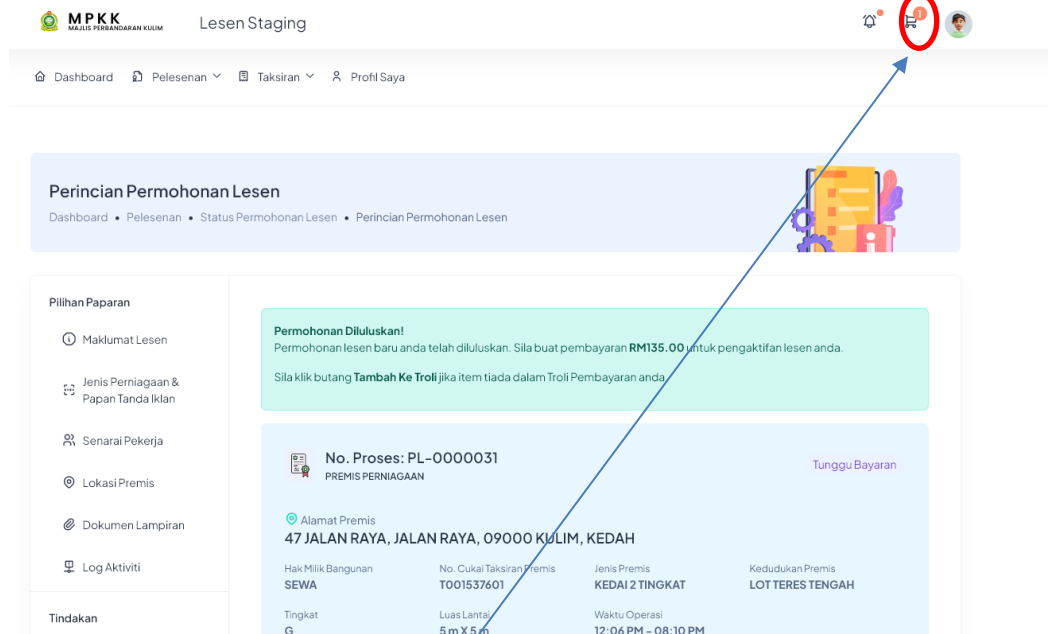 MPKK
MAJLIS PERBANDARAN KULIM
Lesen Staging
1
Dashboard Pelesenan Taksiran Profil Saya
Perincian Permohonan Lesen
Dashboard • Pelesenan • Status Permohonan Lesen • Perincian Permohonan Lesen
Pilihan Paparan
Maklumat Lesen
Jenis Perniagaan &
Papan Tanda Iklan
Senarai Pekerja
Lokasi Premis
Dokumen Lampiran
Log Aktiviti
Tindakan
Permohonan Diluluskan!
Permohonan lesen baru anda telah diluluskan. Sila buat pembayaran RM135.00 untuk pengaktifan lesen anda.
Sila klik butang Tambah Ke Troli jika item tiada dalam Troli Pembayaran anda.
No. Proses: PL-0000031
PREMIS PERNIAGAAN
Tunggu Bayaran
Alamat Premis
47 JALAN RAYA, JALAN RAYA, 09000 KULIM, KEDAH
Hak Milik Bangunan No. Cukai Taksiran Premis Jenis Premis Kedudukan Premis
SEWA T001537601 KEDAI 2 TINGKAT LOT TERES TENGAH
Tingkat Luas Lantai Waktu Operasi
G 5 m X 5 m 12:06 PM - 08:10 PM